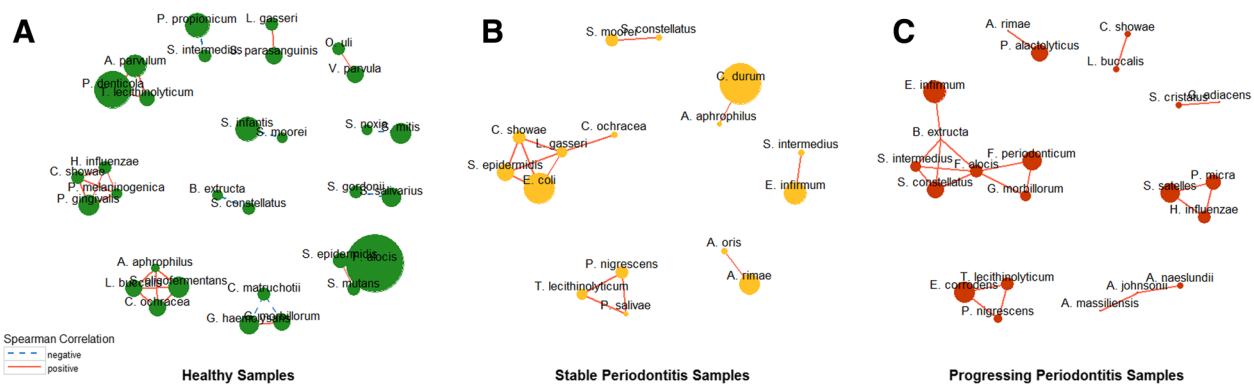 A
P. propionicum
L. gasseri
S. intermedius
S. parasanguinis
O. uli
V. parvula
A. parvulum
P. denticola
T. lecithinolyticum
S. infantis
S. moorei
S. noxia
S. mitis
H. influenzae
C. showae
P. melaninogenica
P. gingivalis
B. extructa
S. constellatus
S. gordonii
S. salivarius
A. aphrophilus
L. buccalis
S. oligofermentans
C. ochracea
C. matruchotii
G. haemolysans
G. morbillorum
S. epidermidis
F. alocis
S. mutans
Spearman Correlation
negative
positive
Healthy Samples
B
S. moorei
S. constellatus
C. durum
A. aphrophilus
C. showae
C. ochracea
L. gasseri
S. epidermidis
E. coli
S. intermedius
E. infirmum
A. oris
A. rimae
P. nigrescens
T. lecithinolyticum
P. salivae
Stable Periodontitis Samples
C
A. rimae
P. alactolyticus
C. showae
L. buccalis
E. infirmum
S. cristatus
G. adiacens
B. extructa
S. intermedius
F. alocis
F. periodonticum
S. constellatus
G. morbillorum
S. satelles
P. micra
H. influenzae
T. lecithinolyticum
E. corrodens
P. nigrescens
A. naeslundii
A. johnsonii
A. massiliensis
Progressing Periodontitis Samples